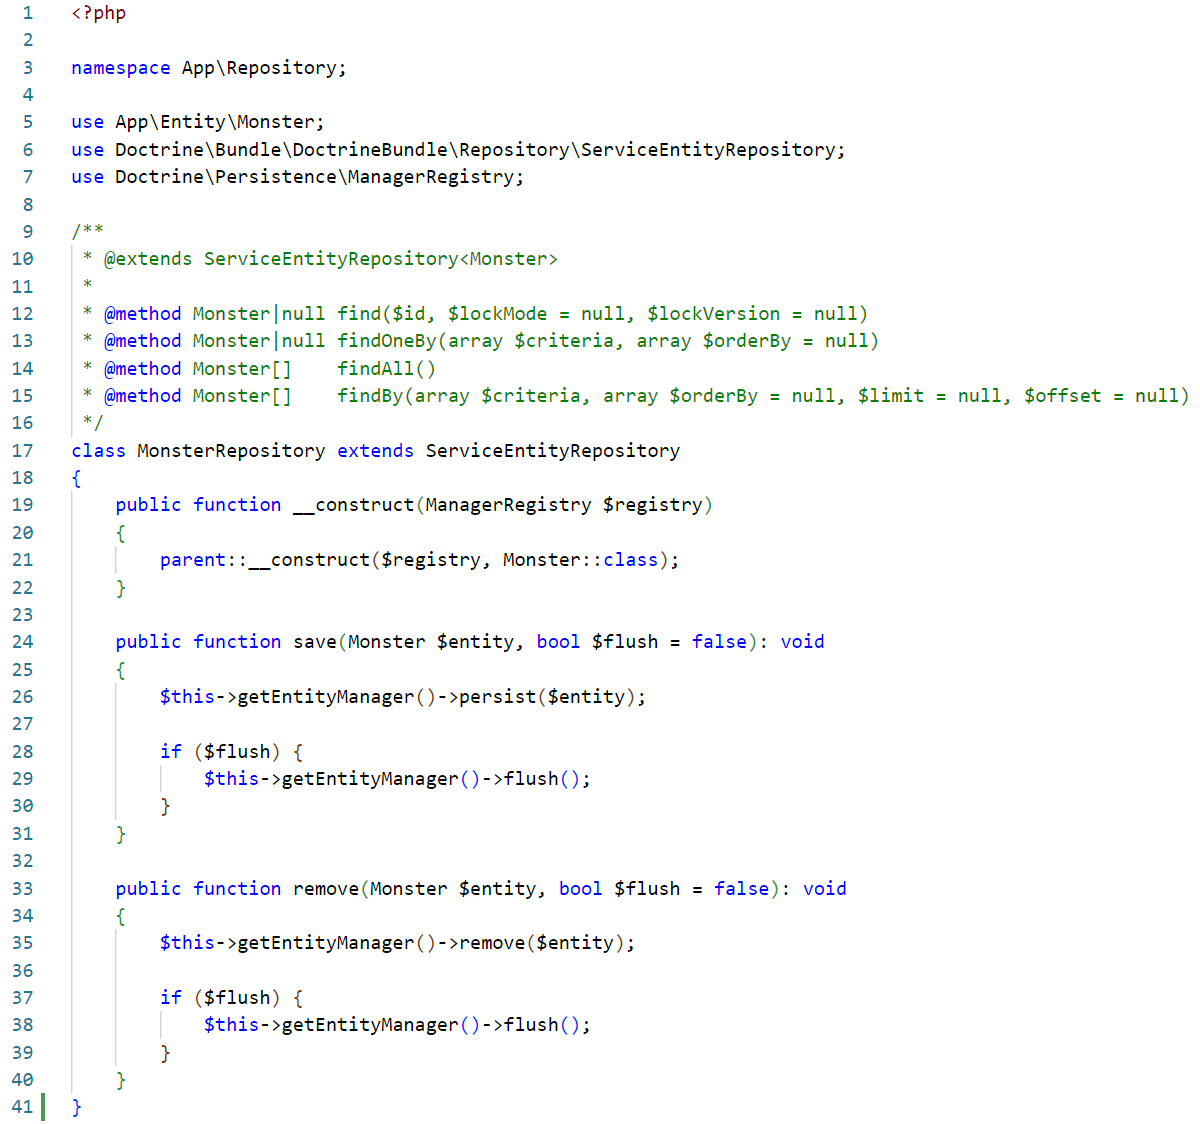 1 <?php
2
3 namespace App\Repository;
4
5 use App\Entity\Monster;
6 use Doctrine\Bundle\DoctrineBundle\Repository\ServiceEntityRepository;
7 use Doctrine\Persistence\ManagerRegistry;
8
9 /**
10  * @extends ServiceEntityRepository<Monster>
11  *
12  * @method Monster|null find($id, $lockMode = null, $lockVersion = null)
13  * @method Monster|null findOneBy(array $criteria, array $orderBy = null)
14  * @method Monster[]    findAll()
15  * @method Monster[]    findBy(array $criteria, array $orderBy = null, $limit = null, $offset = null)
16  */
17 class MonsterRepository extends ServiceEntityRepository
18 {
19     public function __construct(ManagerRegistry $registry)
20     {
21         parent::__construct($registry, Monster::class);
22     }
23
24     public function save(Monster $entity, bool $flush = false): void
25     {
26         $this->getEntityManager()->persist($entity);
27
28         if ($flush) {
29             $this->getEntityManager()->flush();
30         }
31     }
32
33     public function remove(Monster $entity, bool $flush = false): void
34     {
35         $this->getEntityManager()->remove($entity);
36
37         if ($flush) {
38             $this->getEntityManager()->flush();
39         }
40     }
41 }